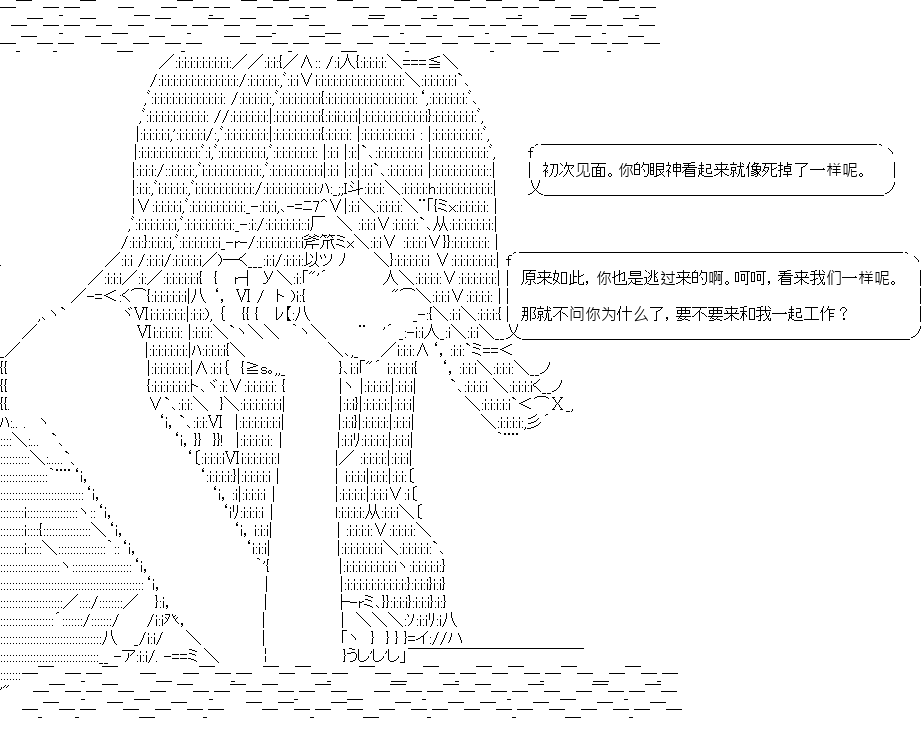 初次见面。你的眼神看起来就像死掉了一样呢。
原来如此，你也是逃过来的啊。呵呵，看来我们一样呢。
那就不问你为什么了，要不要来和我一起工作？